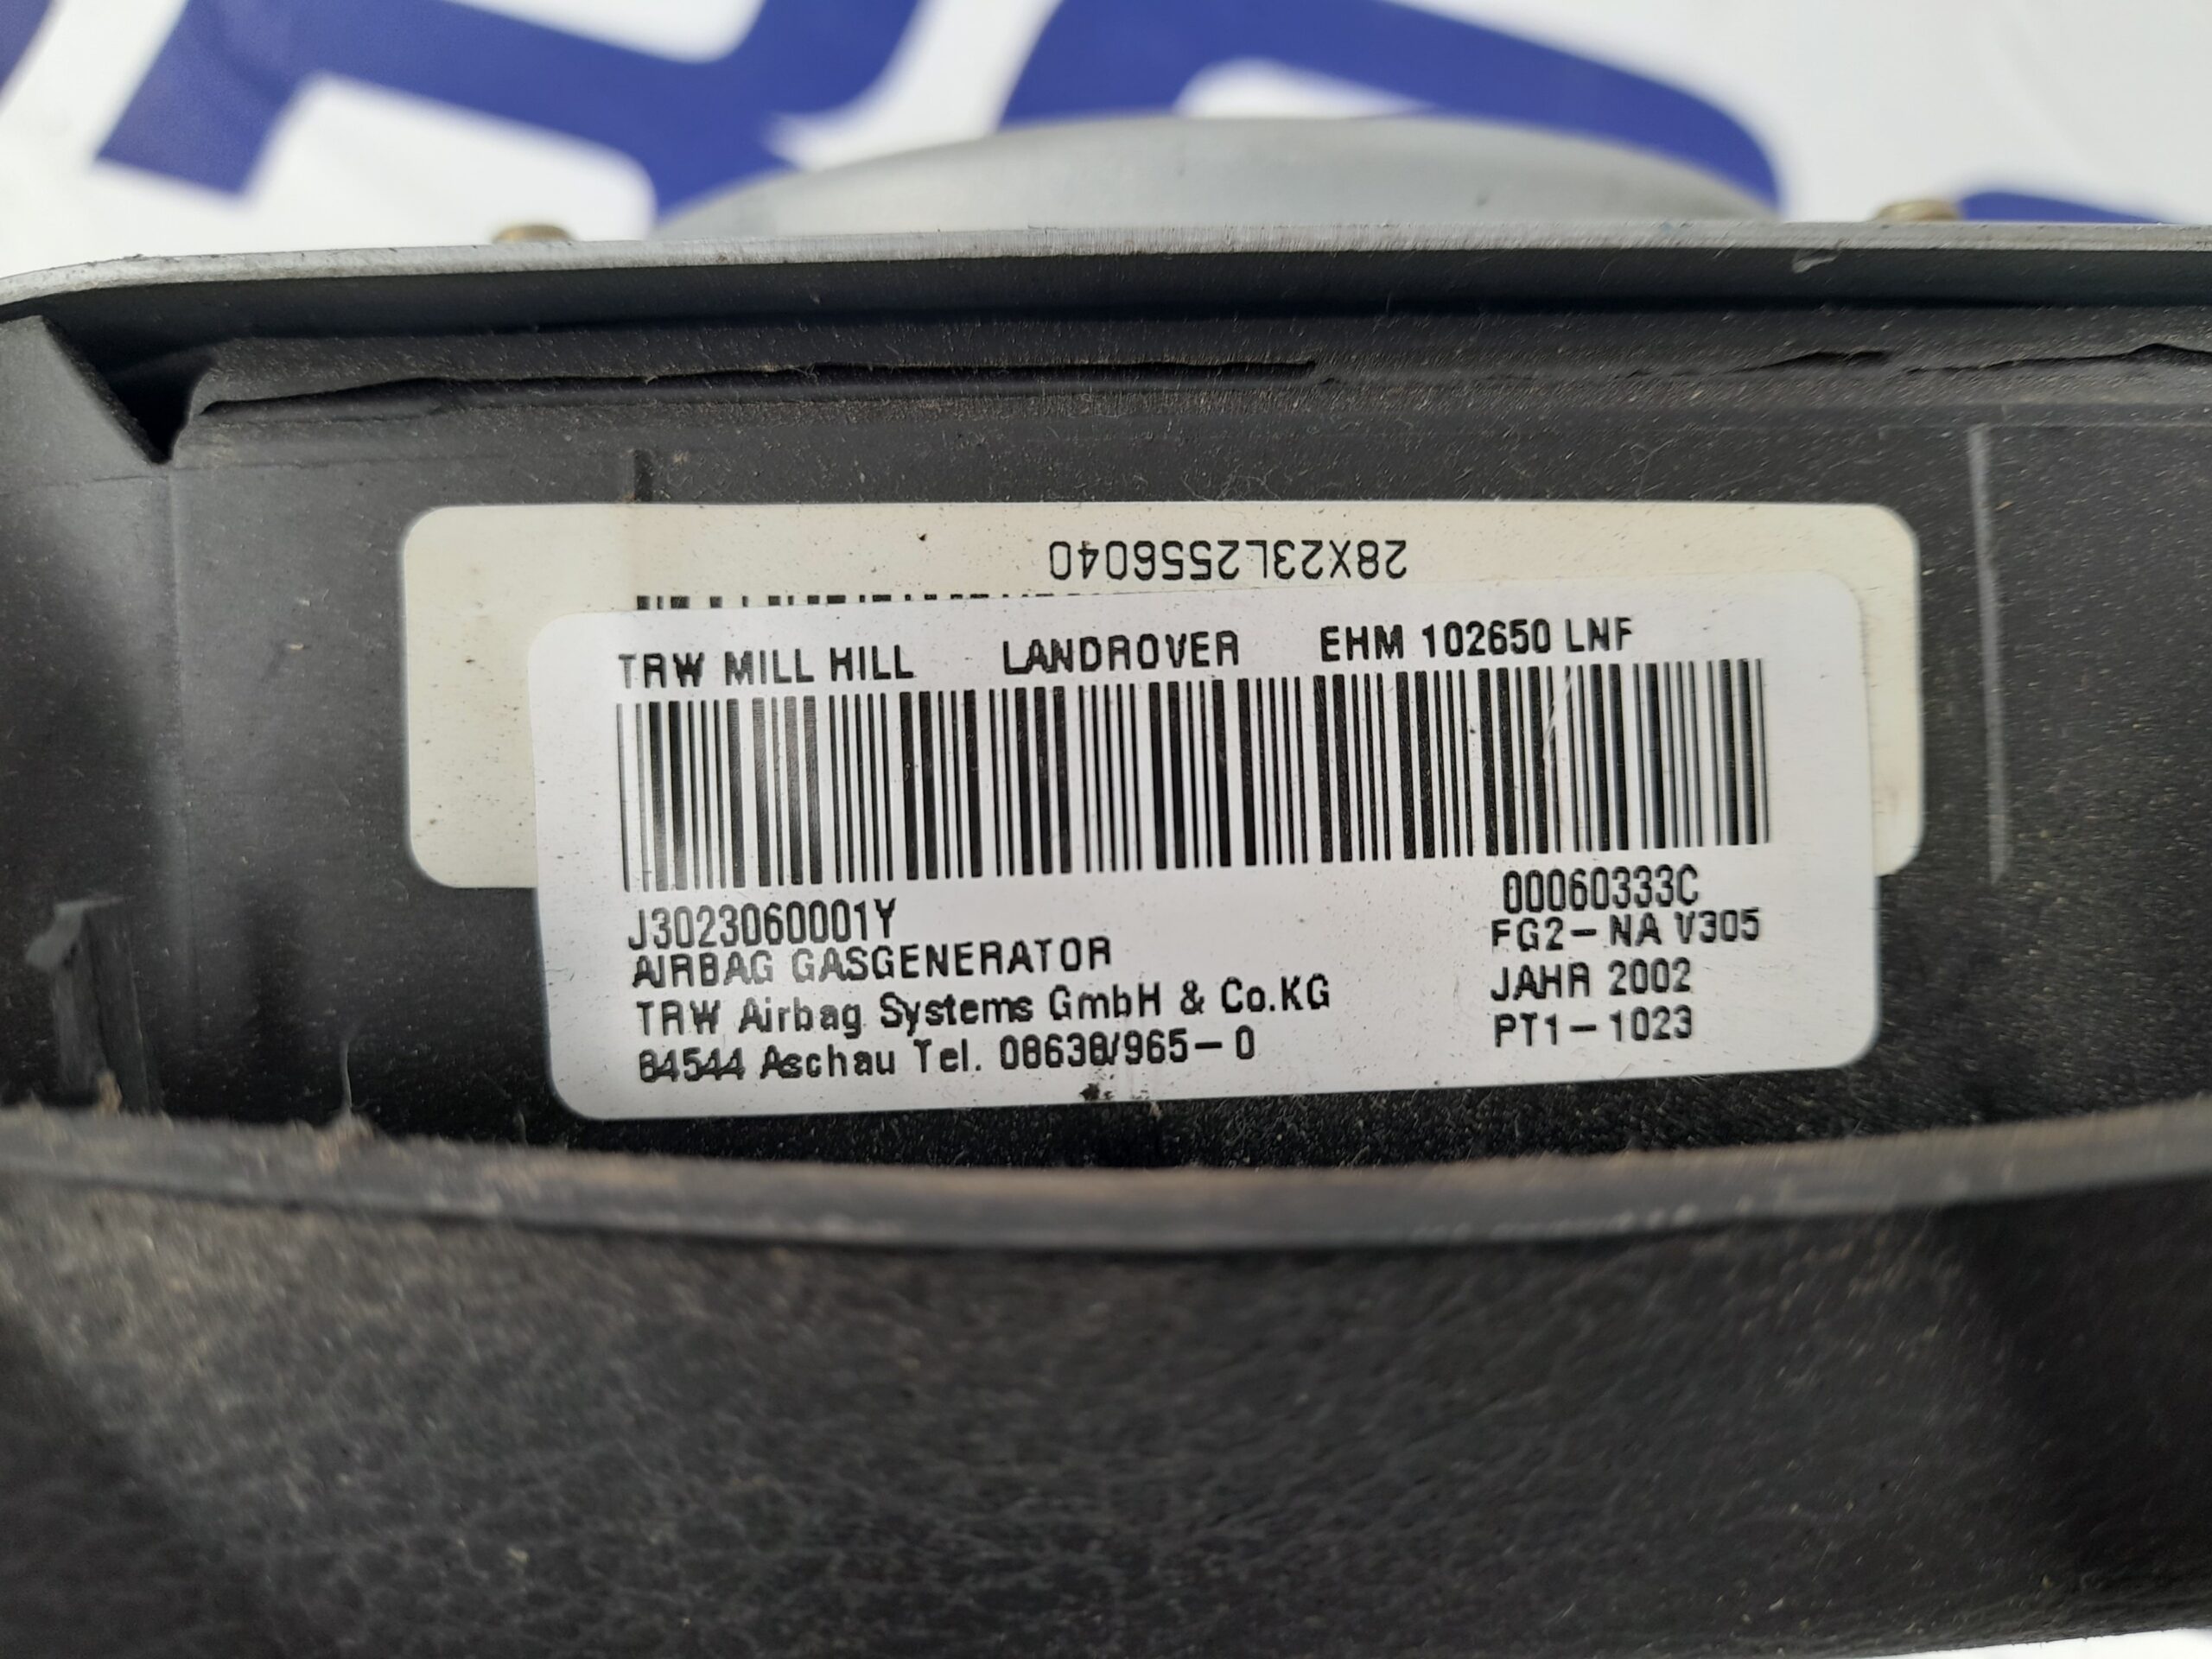 28X23L2556040
TRW MILL HILL LANDROVER EHM 102650 LNF
J3023060001Y 00060333C
AIRBAG GASGENERATOR FG2-NA V305
TRW Airbag Systems GmbH & Co.KG JAHR 2002
84544 Aschau Tel. 08638/965-0 PT1-1023